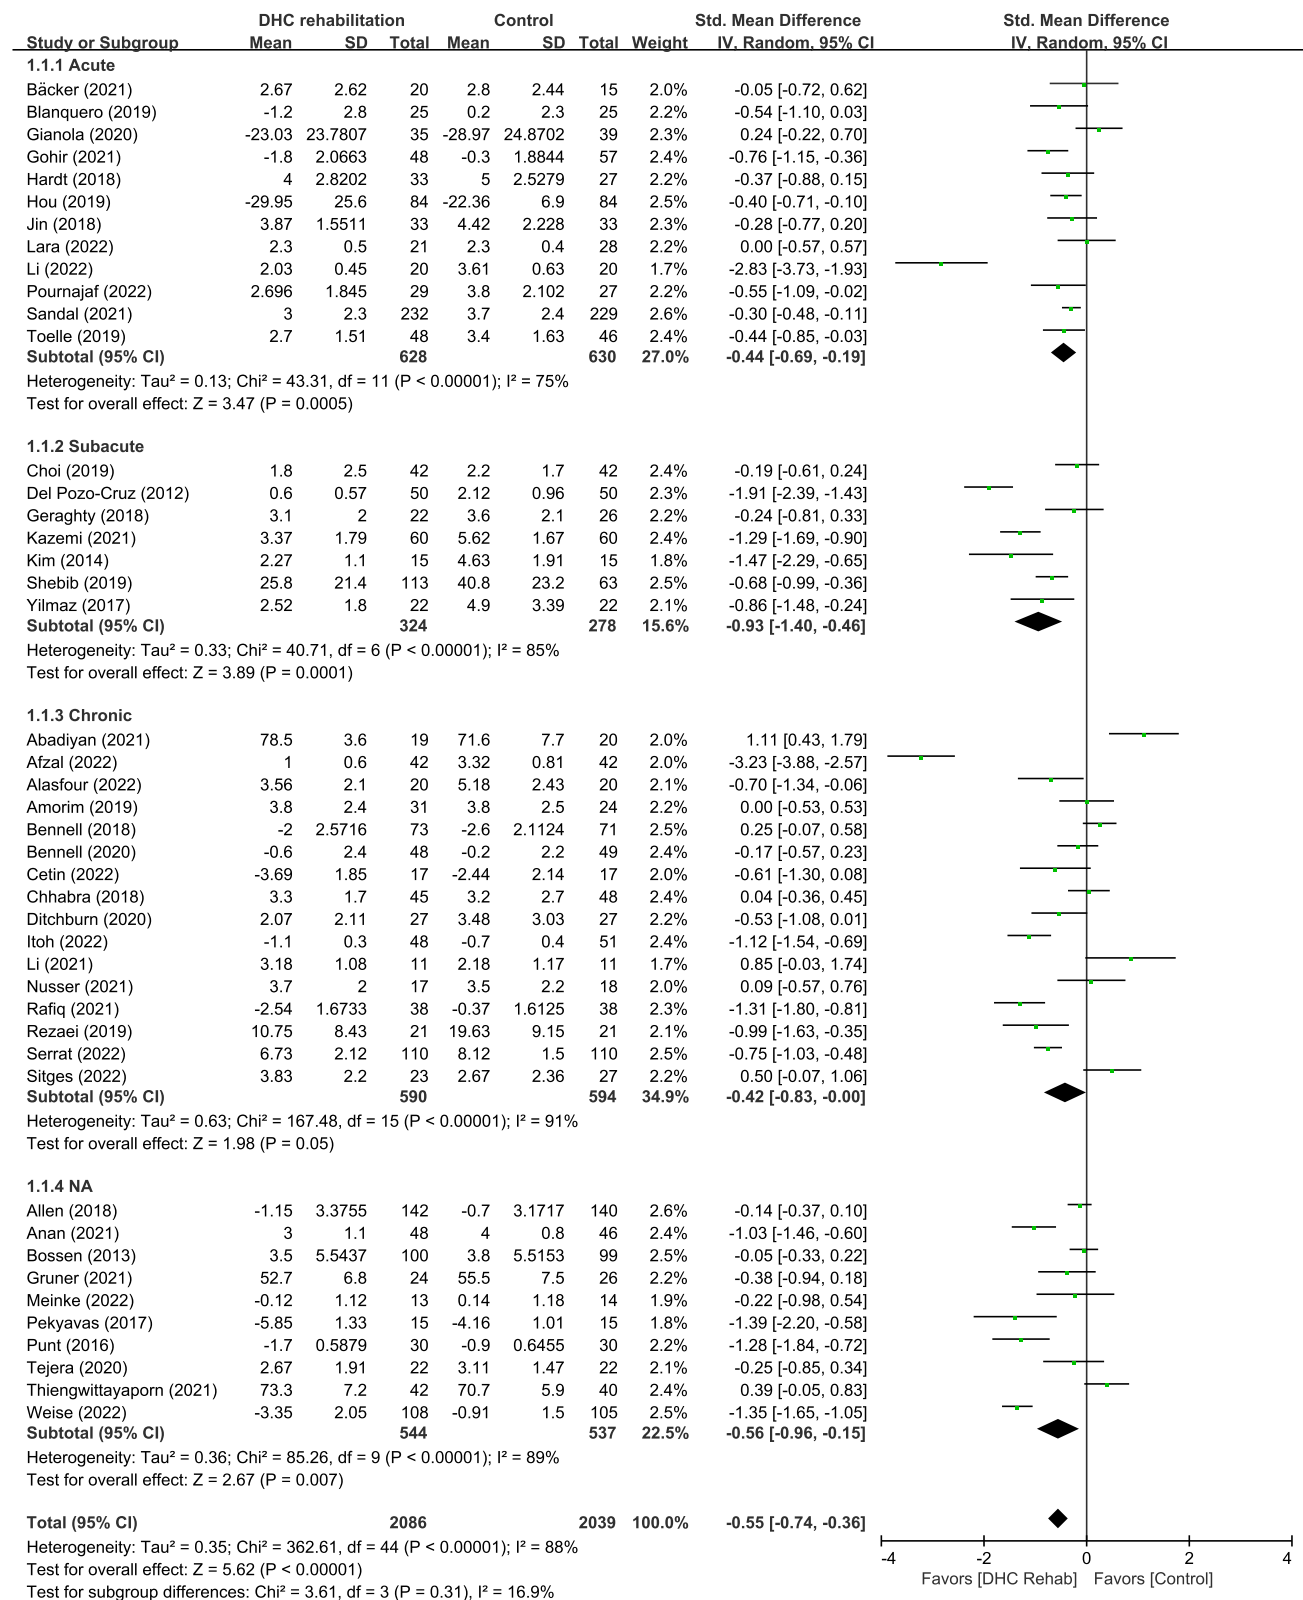 DHC rehabilitation Control Std. Mean Difference Std. Mean Difference
Study or Subgroup Mean SD Total Mean SD Total Weight IV, Random, 95% CI IV, Random, 95% CI
1.1.1 Acute
Bäcker (2021) 2.67 2.62 20 2.8 2.44 15 2.0% -0.05 [-0.72, 0.62]
Blanquero (2019) -1.2 2.8 25 0.2 2.3 25 2.2% -0.54 [-1.10, 0.03]
Gianola (2020) -23.03 23.7807 35 -28.97 24.8702 39 2.3% 0.24 [-0.22, 0.70]
Gohir (2021) -1.8 2.0663 48 -0.3 1.8844 57 2.4% -0.76 [-1.15, -0.36]
Hardt (2018) 4 2.8202 33 5 2.5279 27 2.2% -0.37 [-0.88, 0.15]
Hou (2019) -29.95 25.6 84 -22.36 6.9 84 2.5% -0.40 [-0.71, -0.10]
Jin (2018) 3.87 1.5511 33 4.42 2.228 33 2.3% -0.28 [-0.77, 0.20]
Lara (2022) 2.3 0.5 21 2.3 0.4 28 2.2% 0.00 [-0.57, 0.57]
Li (2022) 2.03 0.45 20 3.61 0.63 20 1.7% -2.83 [-3.73, -1.93]
Pournajaf (2022) 2.696 1.845 29 3.8 2.102 27 2.2% -0.55 [-1.09, -0.02]
Sandal (2021) 3 2.3 232 3.7 2.4 229 2.6% -0.30 [-0.48, -0.11]
Toelle (2019) 2.7 1.51 48 3.4 1.63 46 2.4% -0.44 [-0.85, -0.03]
Subtotal (95% CI) 628 630 27.0% -0.44 [-0.69, -0.19]
Heterogeneity: Tau² = 0.13; Chi² = 43.31, df = 11 (P < 0.00001); I² = 75%
Test for overall effect: Z = 3.47 (P = 0.0005)
1.1.2 Subacute
Choi (2019) 1.8 2.5 42 2.2 1.7 42 2.4% -0.19 [-0.61, 0.24]
Del Pozo-Cruz (2012) 0.6 0.57 50 2.12 0.96 50 2.3% -1.91 [-2.39, -1.43]
Geraghty (2018) 3.1 2 22 3.6 2.1 26 2.2% -0.24 [-0.81, 0.33]
Kazemi (2021) 3.37 1.79 60 5.62 1.67 60 2.4% -1.29 [-1.69, -0.90]
Kim (2014) 2.27 1.1 15 4.63 1.91 15 1.8% -1.47 [-2.29, -0.65]
Shebib (2019) 25.8 21.4 113 40.8 23.2 63 2.5% -0.68 [-0.99, -0.36]
Yilmaz (2017) 2.52 1.8 22 4.9 3.39 22 2.1% -0.86 [-1.48, -0.24]
Subtotal (95% CI) 324 278 15.6% -0.93 [-1.40, -0.46]
Heterogeneity: Tau² = 0.33; Chi² = 40.71, df = 6 (P < 0.00001); I² = 85%
Test for overall effect: Z = 3.89 (P = 0.0001)
1.1.3 Chronic
Abadiyan (2021) 78.5 3.6 19 71.6 7.7 20 2.0% 1.11 [0.43, 1.79]
Afzal (2022) 1 0.6 42 3.32 0.81 42 2.0% -3.23 [-3.88, -2.57]
Alasfour (2022) 3.56 2.1 20 5.18 2.43 20 2.1% -0.70 [-1.34, -0.06]
Amorim (2019) 3.8 2.4 31 3.8 2.5 24 2.2% 0.00 [-0.53, 0.53]
Bennell (2018) -2 2.5716 73 -2.6 2.1124 71 2.5% 0.25 [-0.07, 0.58]
Bennell (2020) -0.6 2.4 48 -0.2 2.2 49 2.4% -0.17 [-0.57, 0.23]
Cetin (2022) -3.69 1.85 17 -2.44 2.14 17 2.0% -0.61 [-1.30, 0.08]
Chhabra (2018) 3.3 1.7 45 3.2 2.7 48 2.4% 0.04 [-0.36, 0.45]
Ditchburn (2020) 2.07 2.11 27 3.48 3.03 27 2.2% -0.53 [-1.08, 0.01]
Itoh (2022) -1.1 0.3 48 -0.7 0.4 51 2.4% -1.12 [-1.54, -0.69]
Li (2021) 3.18 1.08 11 2.18 1.17 11 1.7% 0.85 [-0.03, 1.74]
Nusser (2021) 3.7 2 17 3.5 2.2 18 2.0% 0.09 [-0.57, 0.76]
Rafiq (2021) -2.54 1.6733 38 -0.37 1.6125 38 2.3% -1.31 [-1.80, -0.81]
Rezaei (2019) 10.75 8.43 21 19.63 9.15 21 2.1% -0.99 [-1.63, -0.35]
Serrat (2022) 6.73 2.12 110 8.12 1.5 110 2.5% -0.75 [-1.03, -0.48]
Sitges (2022) 3.83 2.2 23 2.67 2.36 27 2.2% 0.50 [-0.07, 1.06]
Subtotal (95% CI) 590 594 34.9% -0.42 [-0.83, -0.00]
Heterogeneity: Tau² = 0.63; Chi² = 167.48, df = 15 (P < 0.00001); I² = 91%
Test for overall effect: Z = 1.98 (P = 0.05)
1.1.4 NA
Allen (2018) -1.15 3.3755 142 -0.7 3.1717 140 2.6% -0.14 [-0.37, 0.10]
Anan (2021) 3 1.1 48 4 0.8 46 2.4% -1.03 [-1.46, -0.60]
Bossen (2013) 3.5 5.5437 100 3.8 5.5153 99 2.5% -0.05 [-0.33, 0.22]
Gruner (2021) 52.7 6.8 24 55.5 7.5 26 2.2% -0.38 [-0.94, 0.18]
Meinke (2022) -0.12 1.12 13 0.14 1.18 14 1.9% -0.22 [-0.98, 0.54]
Pekyavas (2017) -5.85 1.33 15 -4.16 1.01 15 1.8% -1.39 [-2.20, -0.58]
Punt (2016) -1.7 0.5879 30 -0.9 0.6455 30 2.2% -1.28 [-1.84, -0.72]
Tejera (2020) 2.67 1.91 22 3.11 1.47 22 2.1% -0.25 [-0.85, 0.34]
Thiengwittayaporn (2021) 73.3 7.2 42 70.7 5.9 40 2.4% 0.39 [-0.05, 0.83]
Weise (2022) -3.35 2.05 108 -0.91 1.5 105 2.5% -1.35 [-1.65, -1.05]
Subtotal (95% CI) 544 537 22.5% -0.56 [-0.96, -0.15]
Heterogeneity: Tau² = 0.36; Chi² = 85.26, df = 9 (P < 0.00001); I² = 89%
Test for overall effect: Z = 2.67 (P = 0.007)
Total (95% CI) 2086 2039 100.0% -0.55 [-0.74, -0.36]
Heterogeneity: Tau² = 0.35; Chi² = 362.61, df = 44 (P < 0.00001); I² = 88%
Test for overall effect: Z = 5.62 (P < 0.00001)
Test for subgroup differences: Chi² = 3.61, df = 3 (P = 0.31), I² = 16.9%
-4 -2 0 2 4
Favors [DHC Rehab] Favors [Control]